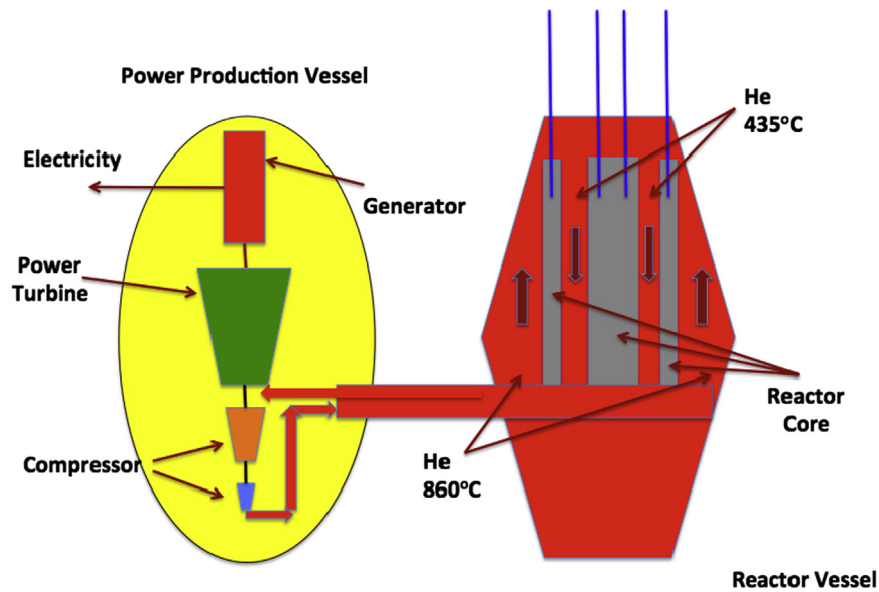 Power Production Vessel
He
435°C
Electricity
Generator
Power
Turbine
Reactor
Core
Compressor
He
860°C
Reactor Vessel